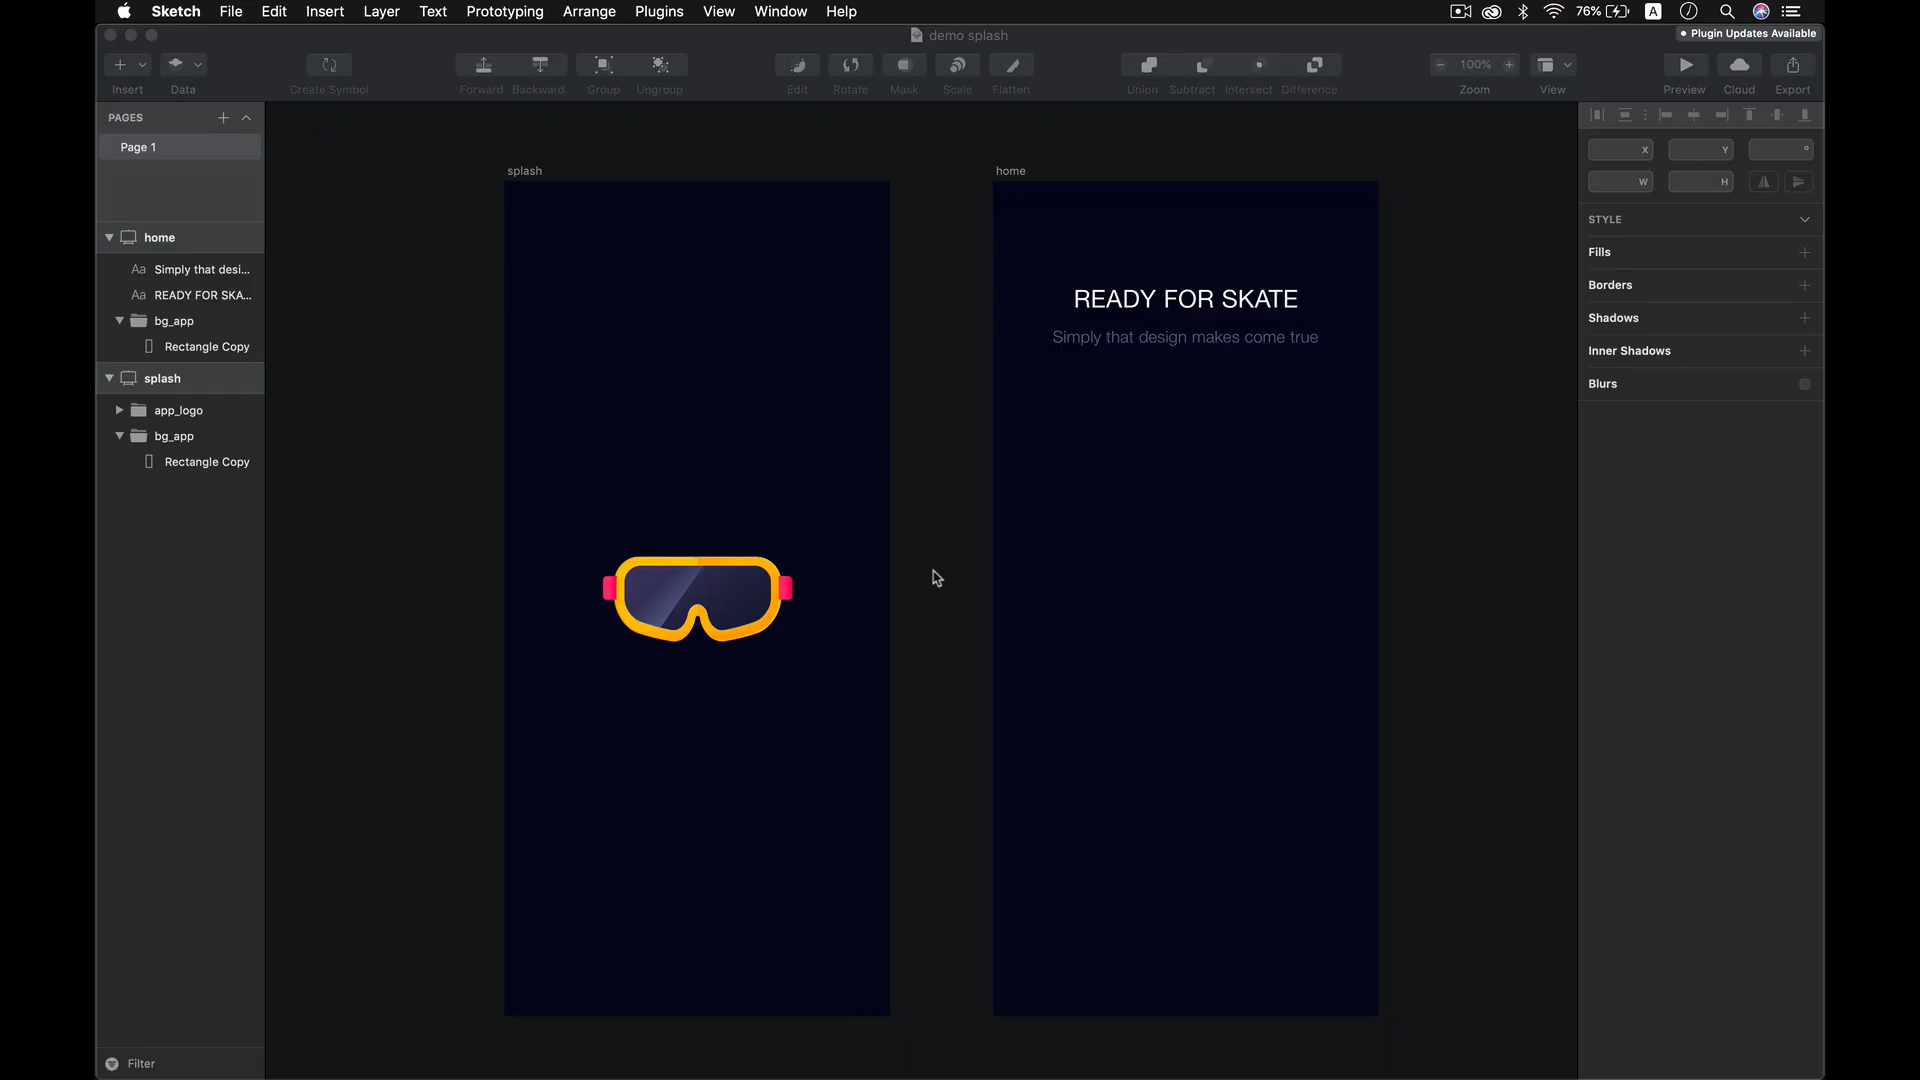 Sketch File Edit Insert Layer Text Prototyping Arrange Plugins View Window Help 76% A
demo splash
Plugin Updates Available
100%
Insert Data Create Symbol Forward Backward Group Ungroup Edit Rotate Mask Scale Flatten Union Subtract Intersect Difference Zoom View Preview Cloud Export
PAGES
Page 1
home
Aa Simply that desi...
Aa READY FOR SKA...
bg_app
Rectangle Copy
splash
app_logo
bg_app
Rectangle Copy
Filter
splash
home
READY FOR SKATE
Simply that design makes come true
X Y °
W H
STYLE
Fills
Borders
Shadows
Inner Shadows
Blurs